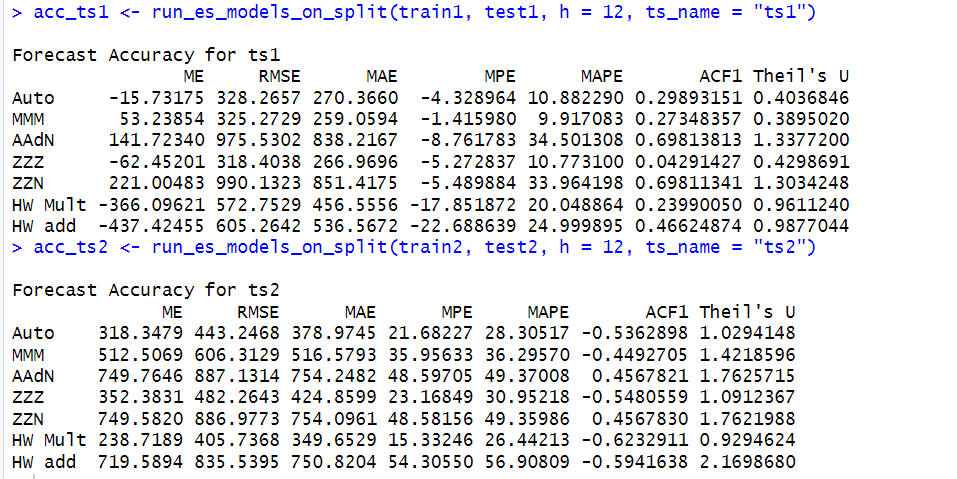 > acc_ts1 <- run_es_models_on_split(train1, test1, h = 12, ts_name = "ts1")
Forecast Accuracy for ts1
ME RMSE MAE MPE MAPE ACF1 Theil's U
Auto -15.73175 328.2657 270.3660 -4.328964 10.882290 0.29893151 0.4036846
MMM 53.23854 325.2729 259.0594 -1.415980 9.917083 0.27348357 0.3895020
AAdN 141.72340 975.5302 838.2167 -8.761783 34.501308 0.69813813 1.3377200
ZZZ -62.45201 318.4038 266.9696 -5.272837 10.773100 0.04291427 0.4298691
ZZN 221.00483 990.1323 851.4175 -5.489884 33.964198 0.69811341 1.3034248
HW Mult -366.09621 572.7529 456.5556 -17.851872 20.048864 0.23990050 0.9611240
HW add -437.42455 605.2642 536.5672 -22.688639 24.999895 0.46624874 0.9877044
> acc_ts2 <- run_es_models_on_split(train2, test2, h = 12, ts_name = "ts2")
Forecast Accuracy for ts2
ME RMSE MAE MPE MAPE ACF1 Theil's U
Auto 318.3479 443.2468 378.9745 21.68227 28.30517 -0.5362898 1.0294148
MMM 512.5069 606.3129 516.5793 35.95633 36.29570 -0.4492705 1.4218596
AAdN 749.7646 887.1314 754.2482 48.59705 49.37008 0.4567821 1.7625715
ZZZ 352.3831 482.2643 424.8599 23.16849 30.95218 -0.5480559 1.0912367
ZZN 749.5820 886.9773 754.0961 48.58156 49.35986 0.4567830 1.7621988
HW Mult 238.7189 405.7368 349.6529 15.33246 26.44213 -0.6232911 0.9294624
HW add 719.5894 835.5395 750.8204 54.30550 56.90809 -0.5941638 2.1698680